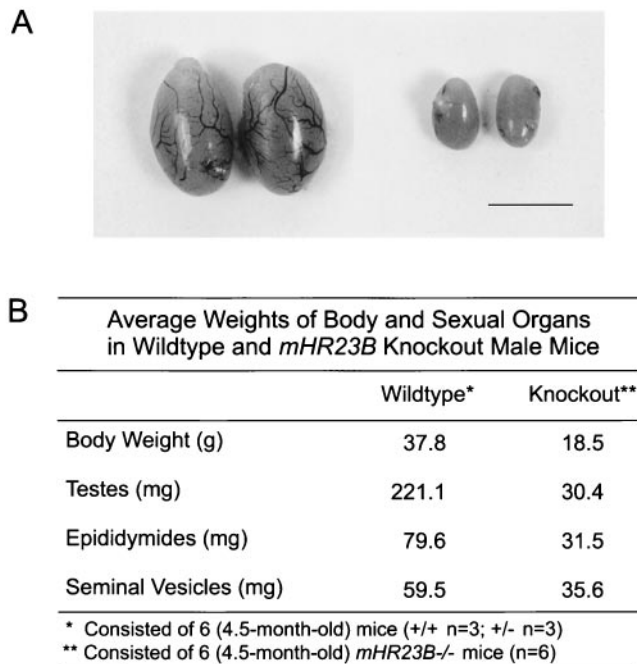 A
B
Average Weights of Body and Sexual Organs
in Wildtype and mHR23B Knockout Male Mice
Wildtype* Knockout**
Body Weight (g) 37.8 18.5
Testes (mg) 221.1 30.4
Epididymides (mg) 79.6 31.5
Seminal Vesicles (mg) 59.5 35.6
* Consisted of 6 (4.5-month-old) mice (+/+ n=3; +/- n=3)
** Consisted of 6 (4.5-month-old) mHR23B-/- mice (n=6)